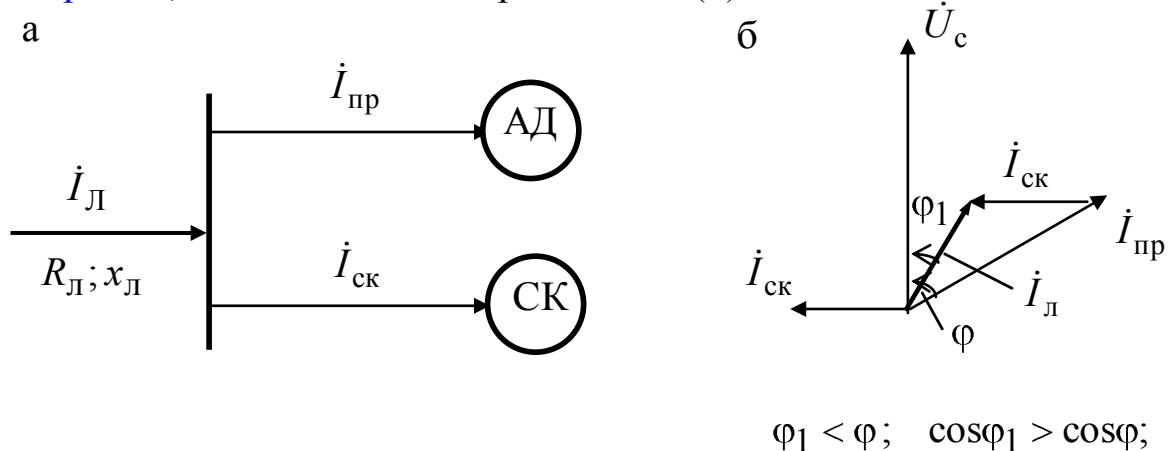 а
İпр
АД
İЛ
RЛ; xЛ
İск
СК
б
U̇с
İск
φ1
İпр
İск
İл
φ
φ1 < φ; cosφ1 > cosφ;